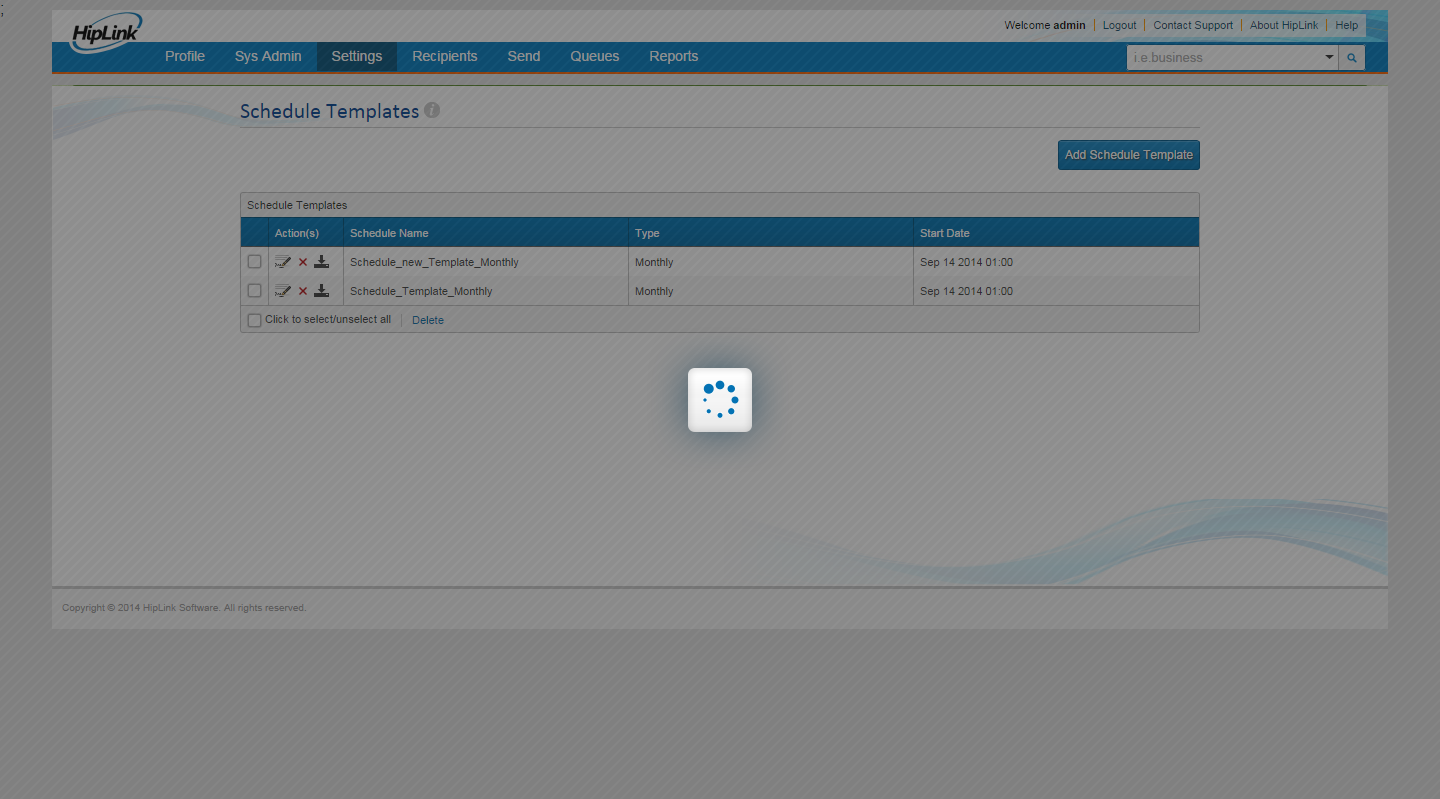 ;
HipLink
Welcome admin Logout Contact Support About HipLink Help
Profile Sys Admin Settings Recipients Send Queues Reports i.e.business
Schedule Templates i
Add Schedule Template
Schedule Templates
Action(s) Schedule Name Type Start Date
Schedule_new_Template_Monthly Monthly Sep 14 2014 01:00
Schedule_Template_Monthly Monthly Sep 14 2014 01:00
Click to select/unselect all Delete
Copyright © 2014 HipLink Software. All rights reserved.